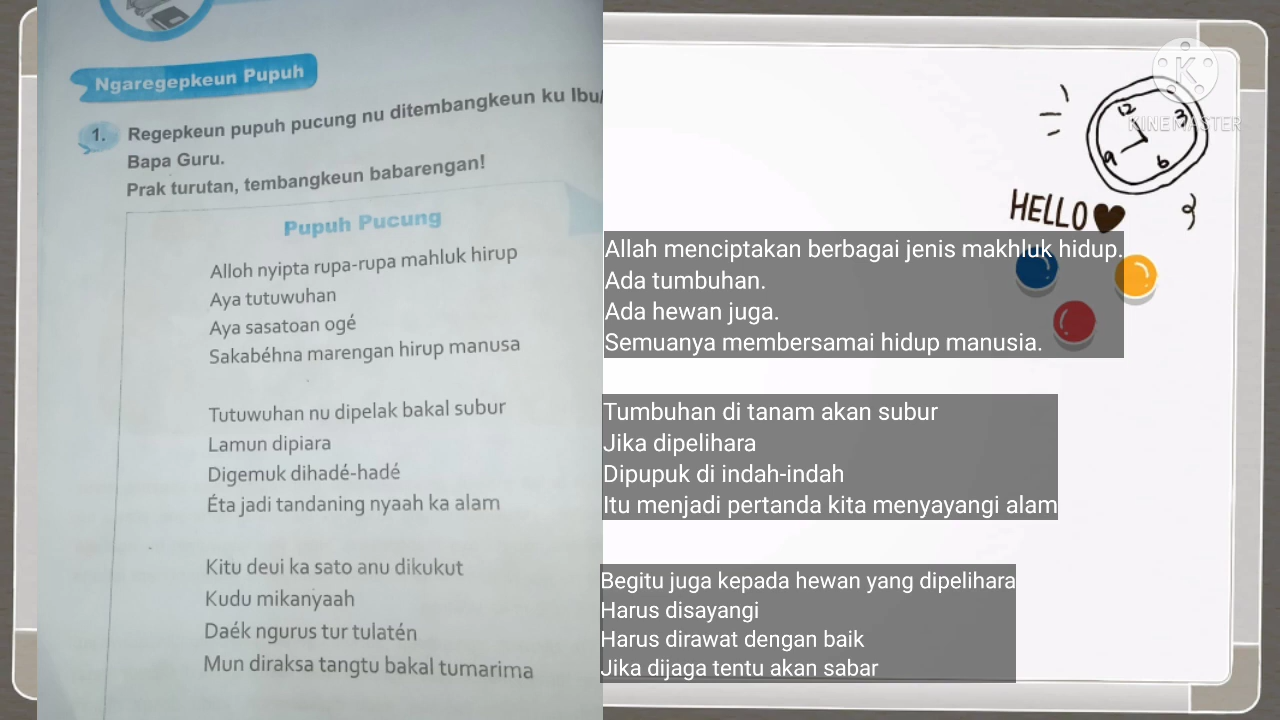 Ngaregepkeun Pupuh
1. Regepkeun pupuh pucung nu ditembangkeun ku Ibu/
Bapa Guru.
Prak turutan, tembangkeun babarengan!
Pupuh Pucung
Alloh nyipta rupa-rupa mahluk hirup
Aya tutuwuhan
Aya sasatoan ogé
Sakabéhna marengan hirup manusa
Tutuwuhan nu dipelak bakal subur
Lamun dipiara
Digemuk dihadé-hadé
Éta jadi tandaning nyaah ka alam
Kitu deui ka sato anu dikukut
Kudu mikanyaah
Daék ngurus tur tulatén
Mun diraksa tangtu bakal tumarima
Allah menciptakan berbagai jenis makhluk hidup.
Ada tumbuhan.
Ada hewan juga.
Semuanya membersamai hidup manusia.
Tumbuhan di tanam akan subur
Jika dipelihara
Dipupuk di indah-indah
Itu menjadi pertanda kita menyayangi alam
Begitu juga kepada hewan yang dipelihara
Harus disayangi
Harus dirawat dengan baik
Jika dijaga tentu akan sabar
K
KINEMASTER
12
3
9
6
HELLO